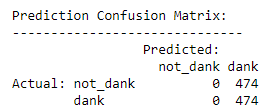 Prediction Confusion Matrix:
------------------------------
Predicted:
not_dank dank
Actual: not_dank 0 474
dank 0 474